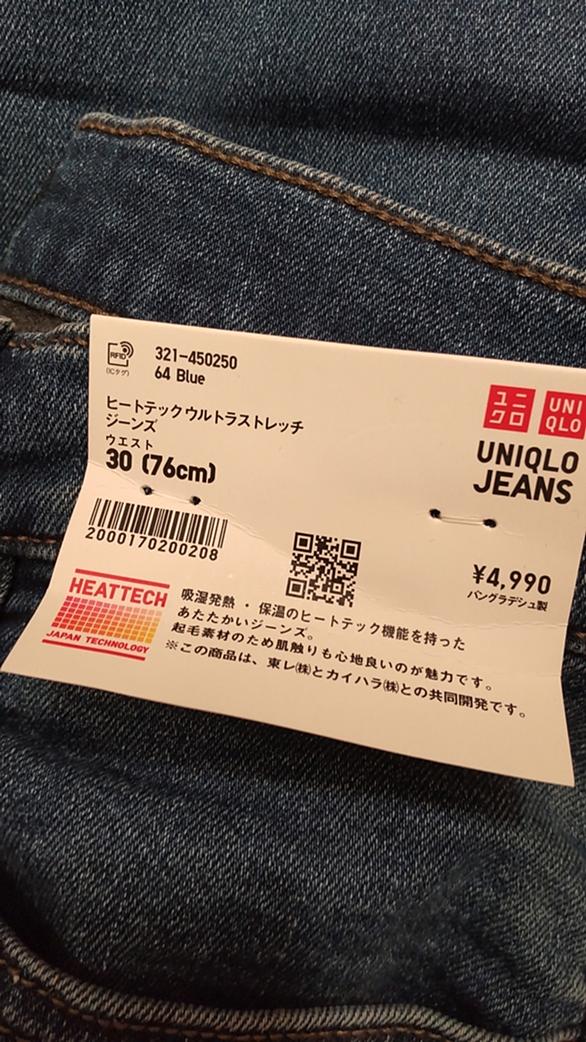 RFID
(ICタグ)
321-450250
64 Blue
ヒートテックウルトラストレッチ
ジーンズ
ウエスト
30 (76cm)
ユニ
クロ
UNI
QLO
UNIQLO
JEANS
2000170200208
¥4,990
バングラデシュ製
HEATTECH
JAPAN TECHNOLOGY
吸湿発熱・保温のヒートテック機能を持った
あたたかいジーンズ。
起毛素材のため肌触りも心地良いのが魅力です。
※この商品は、東レ㈱とカイハラ㈱との共同開発です。